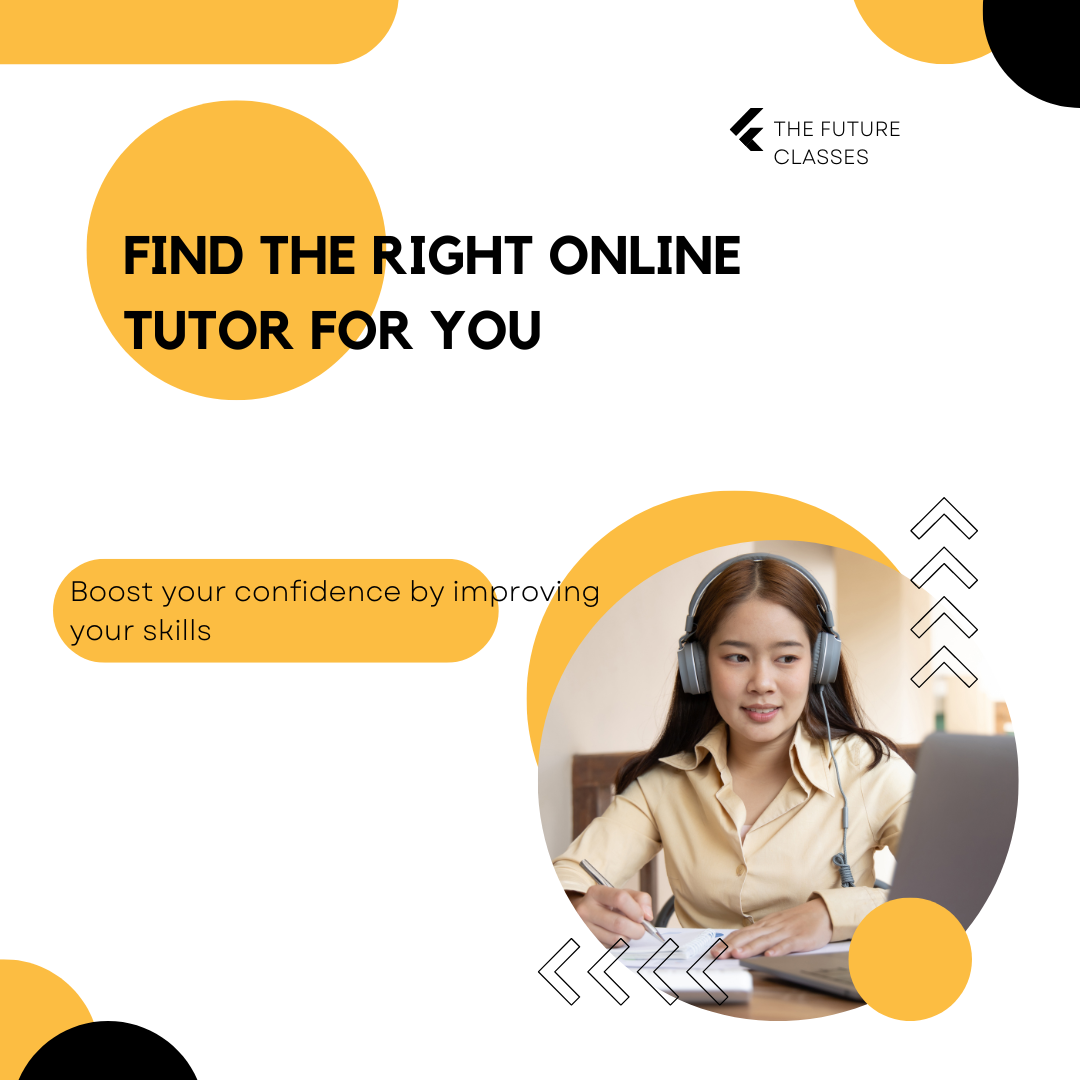 THE FUTURE
CLASSES
FIND THE RIGHT ONLINE
TUTOR FOR YOU
Boost your confidence by improving
your skills